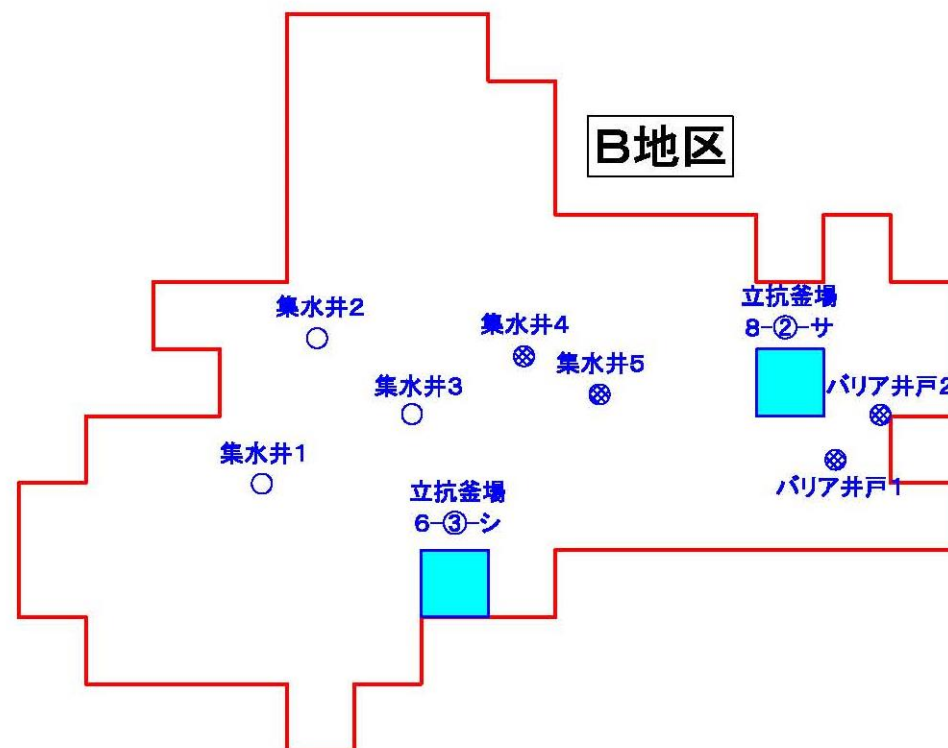 B地区
集水井2
立抗釜場
8-②-サ
集水井4
集水井5
集水井3
バリア井戸2
集水井1
バリア井戸1
立抗釜場
6-③-シ